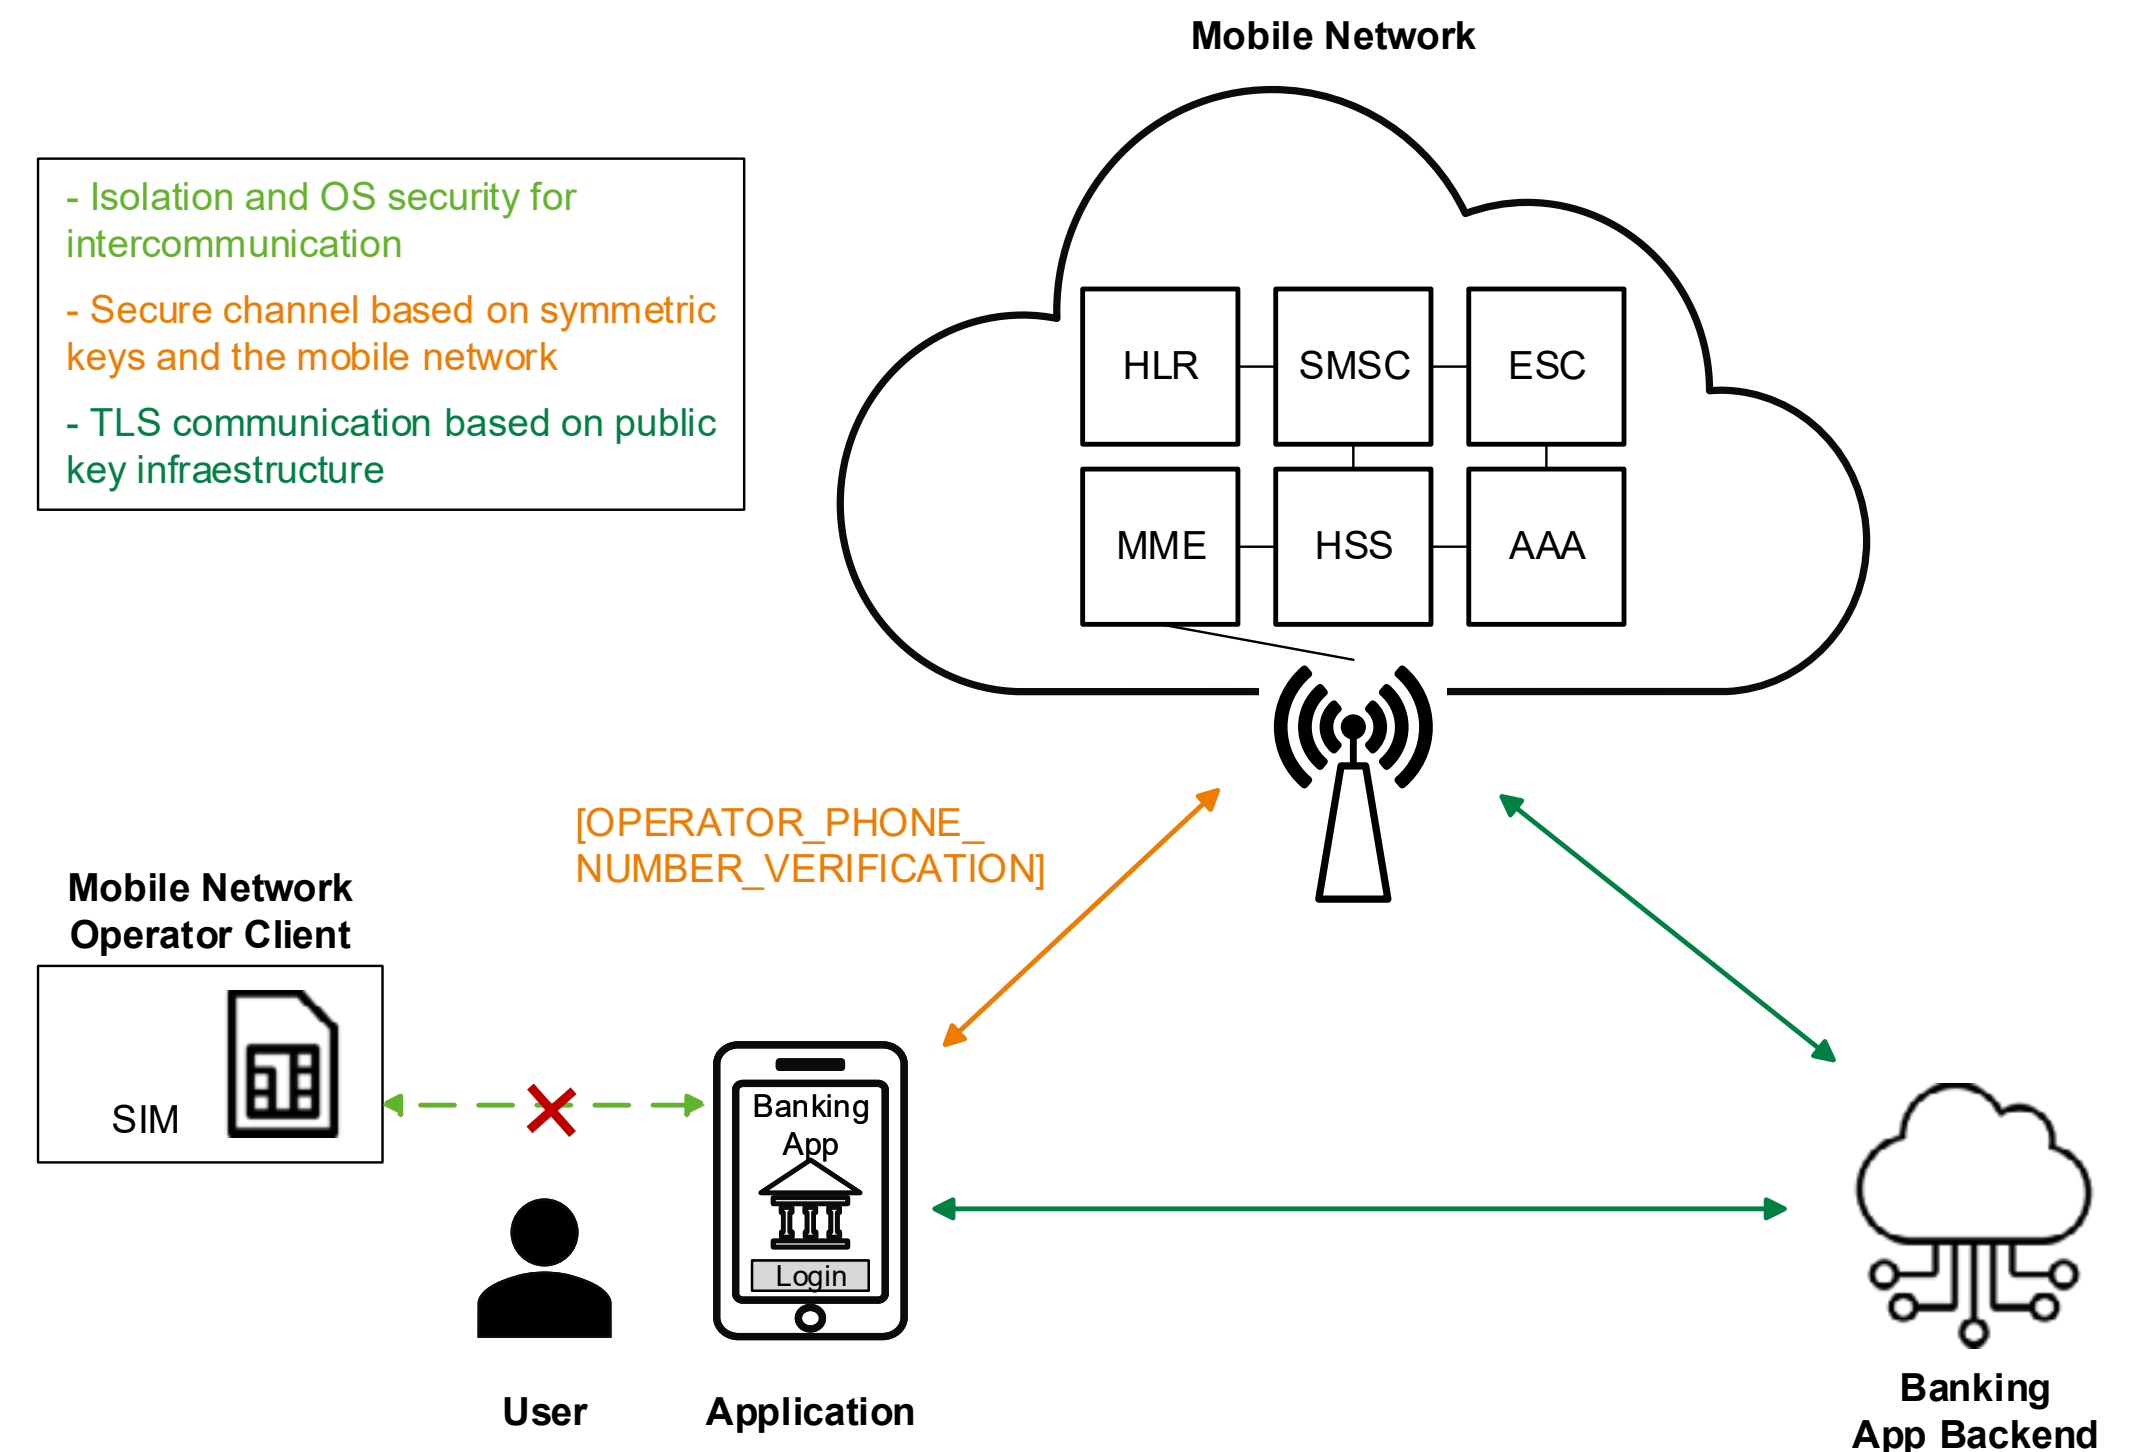 Mobile Network
- Isolation and OS security for
intercommunication
- Secure channel based on symmetric
keys and the mobile network
- TLS communication based on public
key infraestructure
HLR
SMSC
ESC
MME
HSS
AAA
[OPERATOR_PHONE_
NUMBER_VERIFICATION]
Mobile Network
Operator Client
SIM
Banking
App
Login
User
Application
Banking
App Backend